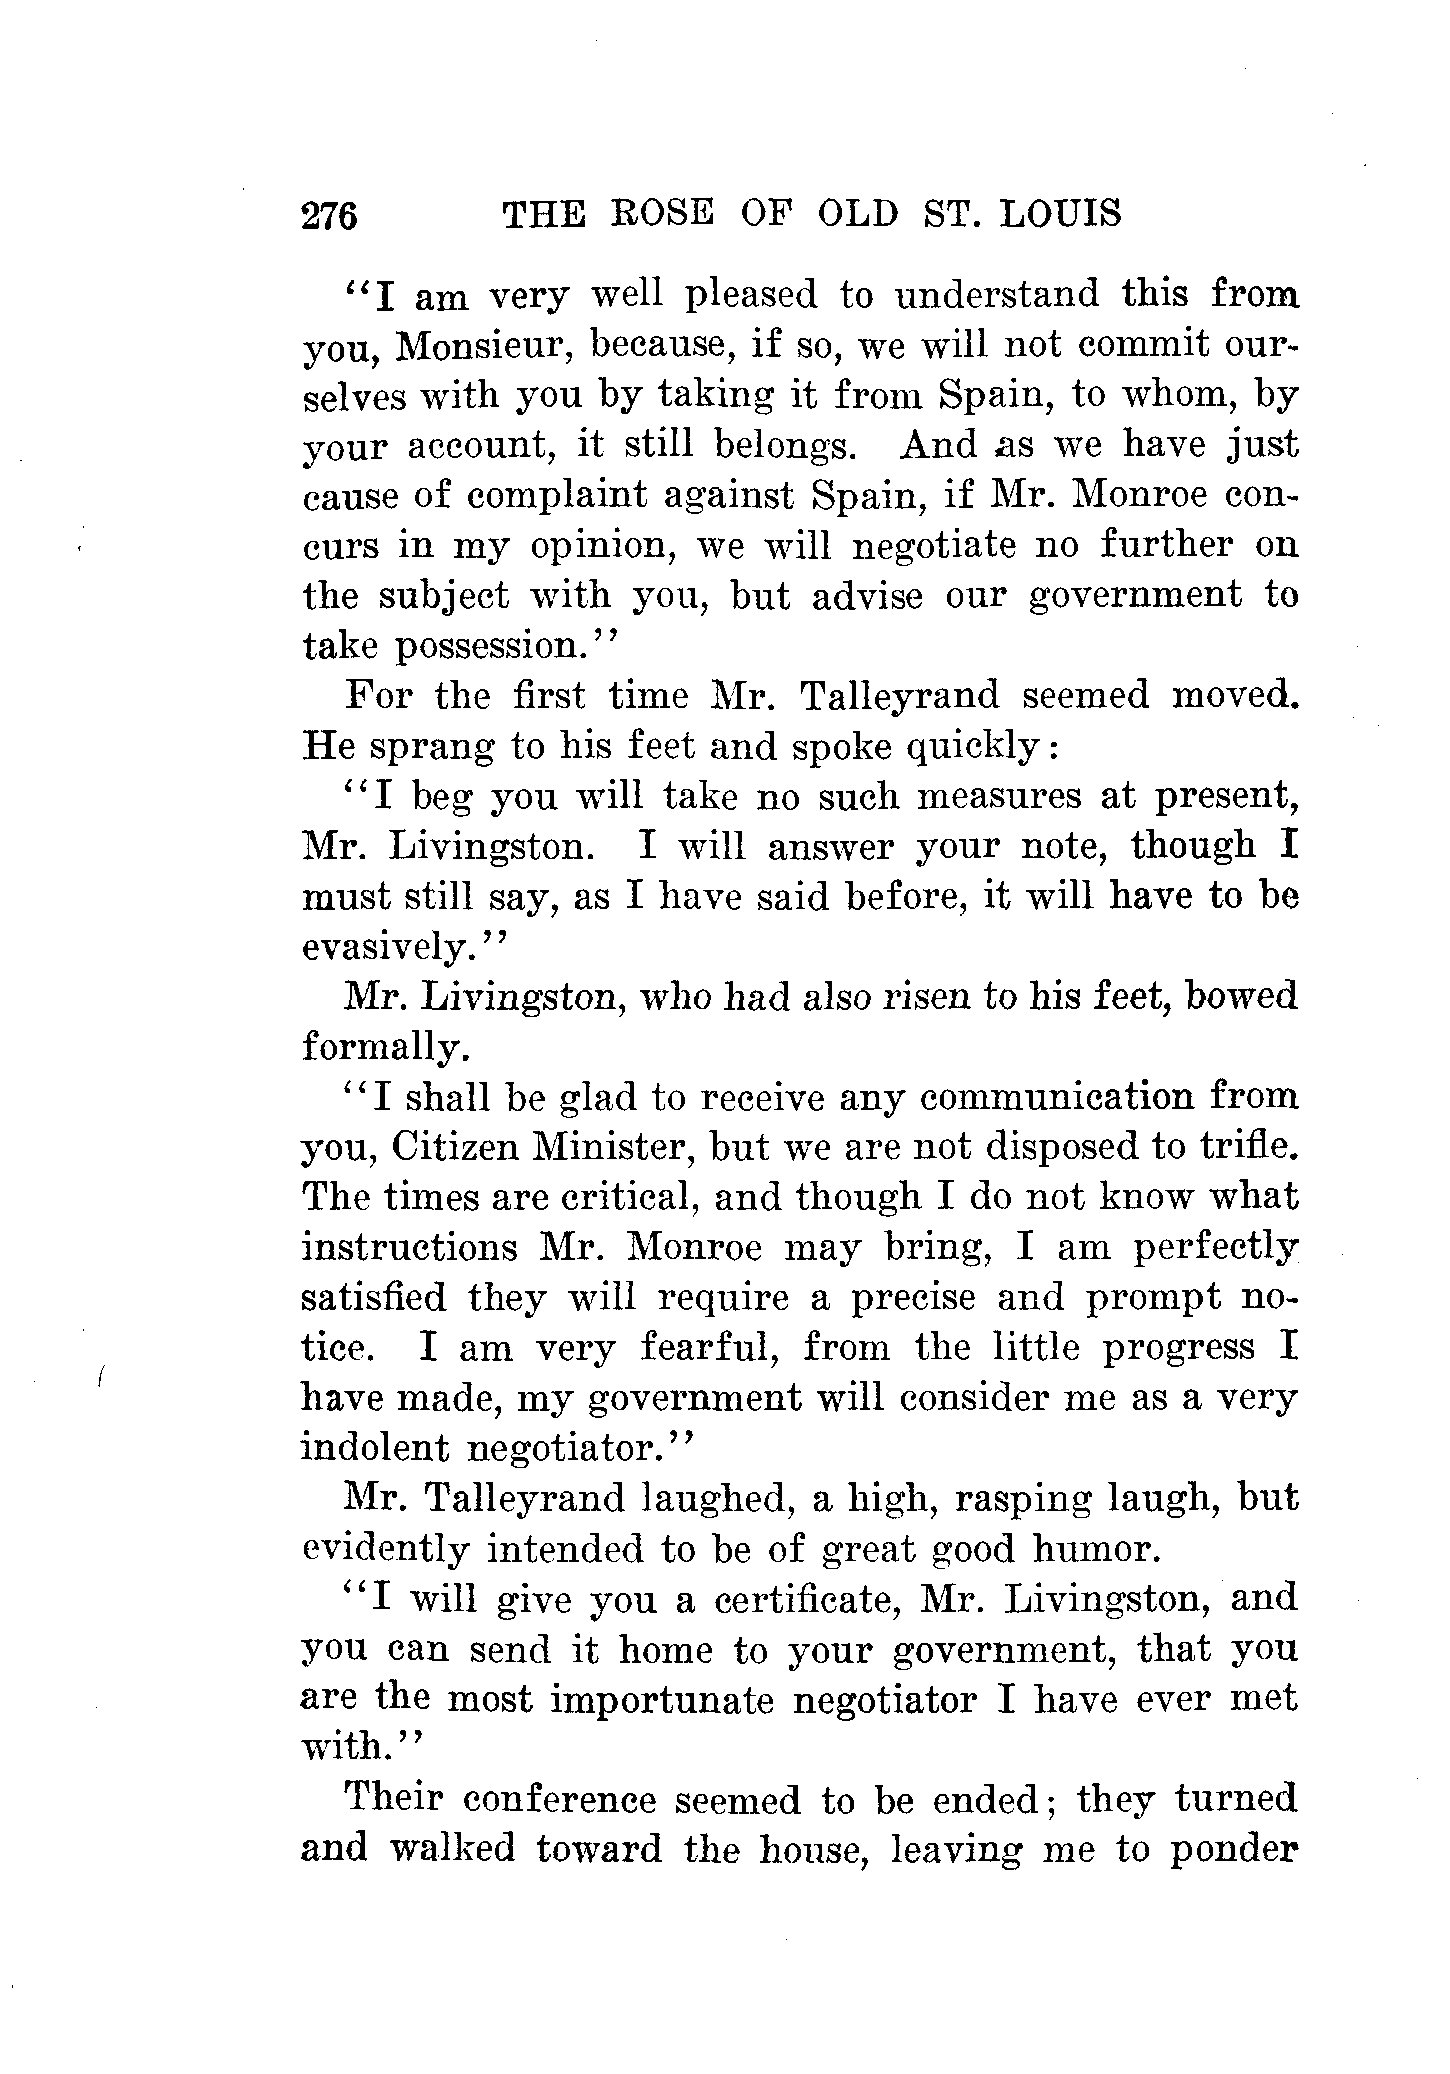 276 THE ROSE OF OLD ST. LOUIS
"I am very well pleased to understand this from
you, Monsieur, because, if so, we will not commit our-
selves with you by taking it from Spain, to whom, by
your account, it still belongs. And as we have just
cause of complaint against Spain, if Mr. Monroe con-
curs in my opinion, we will negotiate no further on
the subject with you, but advise our government to
take possession."
For the first time Mr. Talleyrand seemed moved.
He sprang to his feet and spoke quickly:
"I beg you will take no such measures at present,
Mr. Livingston. I will answer your note, though I
must still say, as I have said before, it will have to be
evasively."
Mr. Livingston, who had also risen to his feet, bowed
formally.
"I shall be glad to receive any communication from
you, Citizen Minister, but we are not disposed to trifle.
The times are critical, and though I do not know what
instructions Mr. Monroe may bring, I am perfectly
satisfied they will require a precise and prompt no-
tice. I am very fearful, from the little progress I
have made, my government will consider me as a very
indolent negotiator."
Mr. Talleyrand laughed, a high, rasping laugh, but
evidently intended to be of great good humor.
"I will give you a certificate, Mr. Livingston, and
you can send it home to your government, that you
are the most importunate negotiator I have ever met
with."
Their conference seemed to be ended; they turned
and walked toward the house, leaving me to ponder